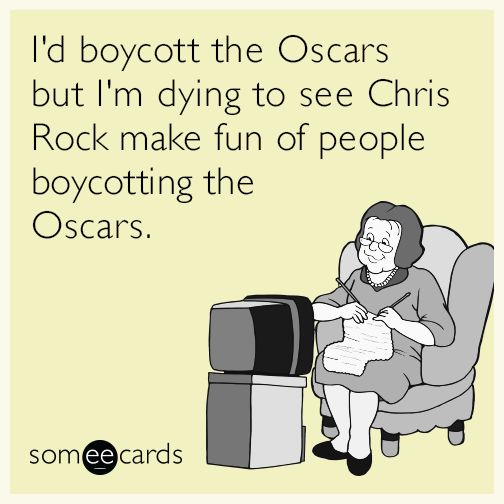 I'd boycott the Oscars
but I'm dying to see Chris
Rock make fun of people
boycotting the
Oscars.
someecards